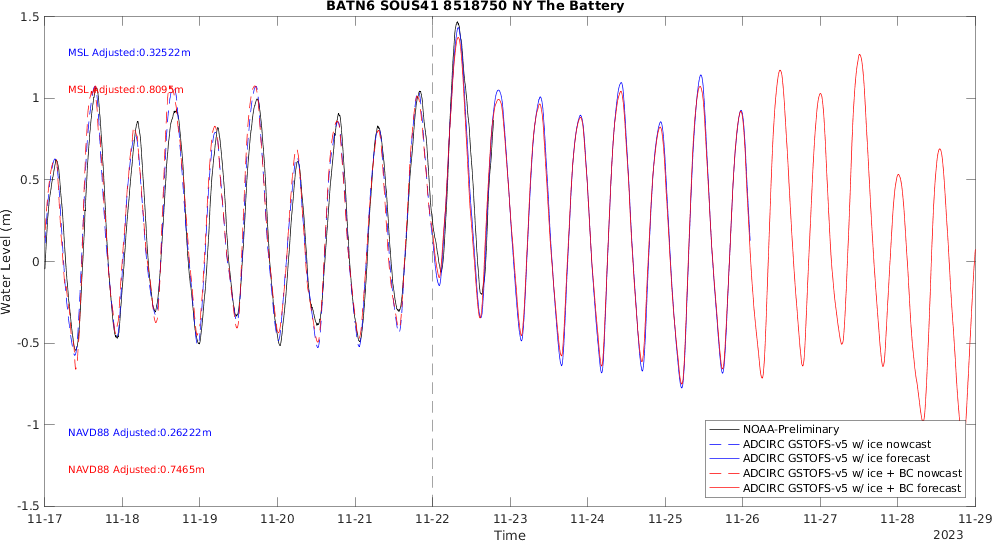 BATN6 SOUS41 8518750 NY The Battery
1.5
1
0.5
0
-0.5
-1
-1.5
Water Level (m)
MSL Adjusted:0.32522m
MSL Adjusted:0.8095m
NAVD88 Adjusted:0.26222m
NAVD88 Adjusted:0.7465m
NOAA-Preliminary
ADCIRC GSTOFS-v5 w/ ice nowcast
ADCIRC GSTOFS-v5 w/ ice forecast
ADCIRC GSTOFS-v5 w/ ice + BC nowcast
ADCIRC GSTOFS-v5 w/ ice + BC forecast
11-17 11-18 11-19 11-20 11-21 11-22 11-23 11-24 11-25 11-26 11-27 11-28 11-29
Time
2023